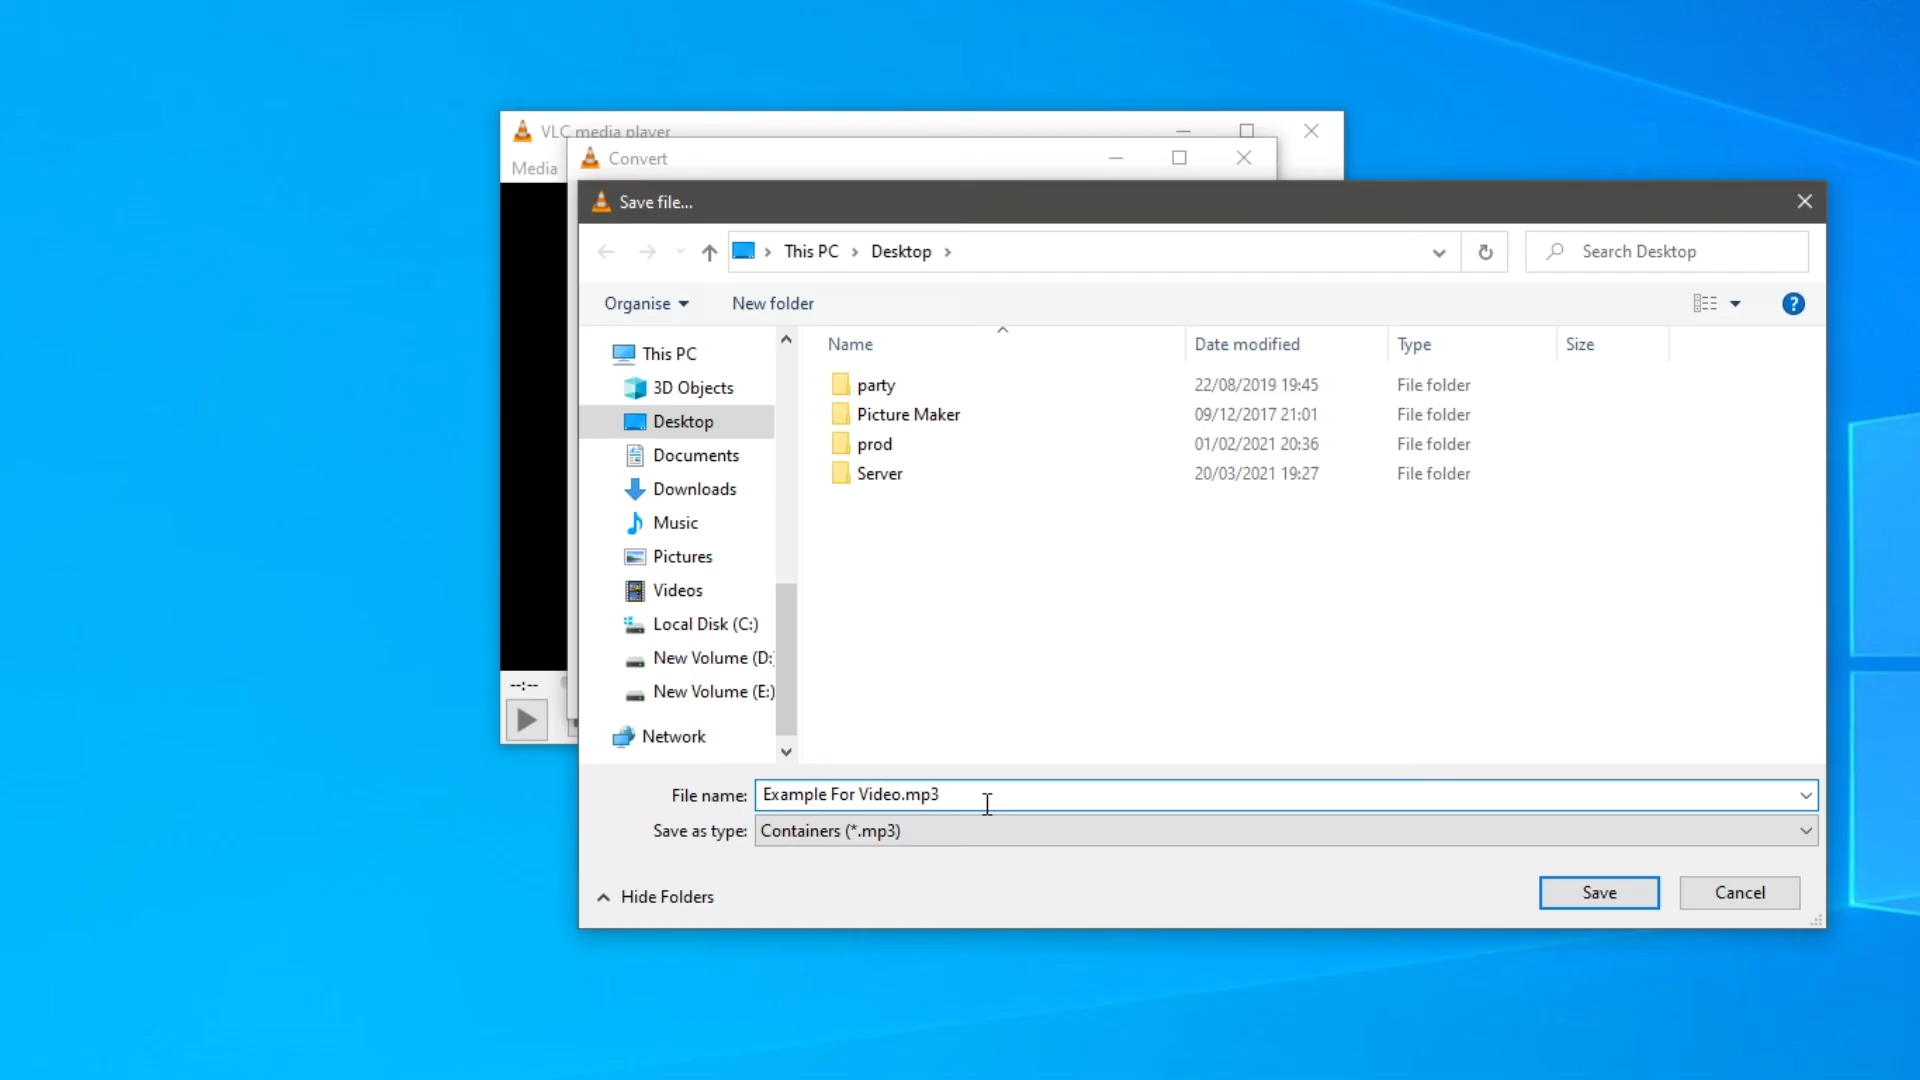 VLC media player
Media
Convert
Save file...
This PC
Desktop
Search Desktop
Organise
New folder
This PC
3D Objects
Desktop
Documents
Downloads
Music
Pictures
Videos
Local Disk (C:)
New Volume (D:
New Volume (E:)
Network
Name Date modified Type Size
party 22/08/2019 19:45 File folder
Picture Maker 09/12/2017 21:01 File folder
prod 01/02/2021 20:36 File folder
Server 20/03/2021 19:27 File folder
--:--
File name: Example For Video.mp3
Save as type: Containers (*.mp3)
Hide Folders
Save
Cancel